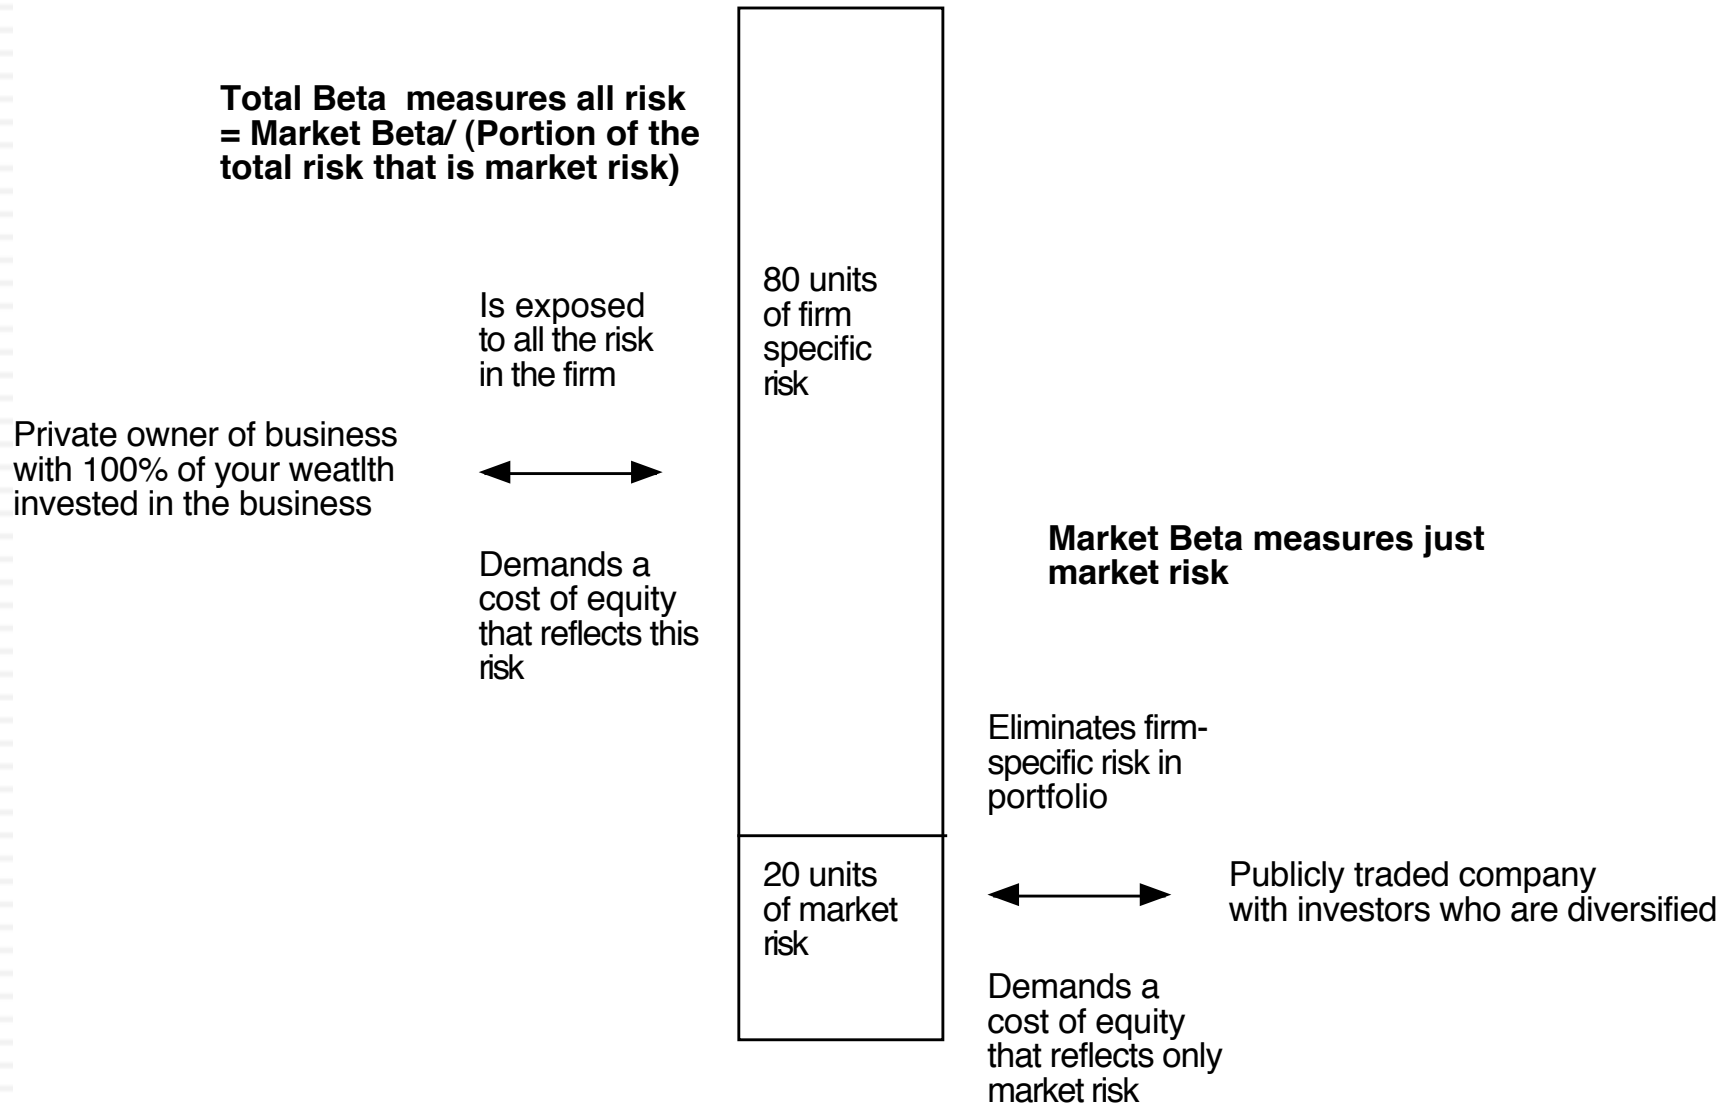 Total Beta  measures all risk
= Market Beta/ (Portion of the
total risk that is market risk)
80 units
of firm
specific
risk
Is exposed
to all the risk
in the firm
Private owner of business
with 100% of your weatlth
invested in the business
Demands a
cost of equity
that reflects this
risk
Market Beta measures just
market risk
Eliminates firm-
specific risk in
portfolio
20 units
of market
risk
Publicly traded company
with investors who are diversified
Demands a
cost of equity
that reflects only
market risk